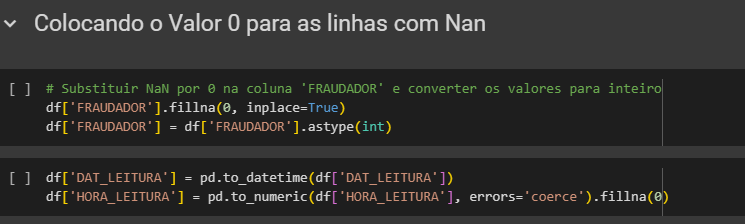 Colocando o Valor 0 para as linhas com Nan
[ ] # Substituir NaN por 0 na coluna 'FRAUDADOR' e converter os valores para inteiro
df['FRAUDADOR'].fillna(0, inplace=True)
df['FRAUDADOR'] = df['FRAUDADOR'].astype(int)
[ ] df['DAT_LEITURA'] = pd.to_datetime(df['DAT_LEITURA'])
df['HORA_LEITURA'] = pd.to_numeric(df['HORA_LEITURA'], errors='coerce').fillna(0)